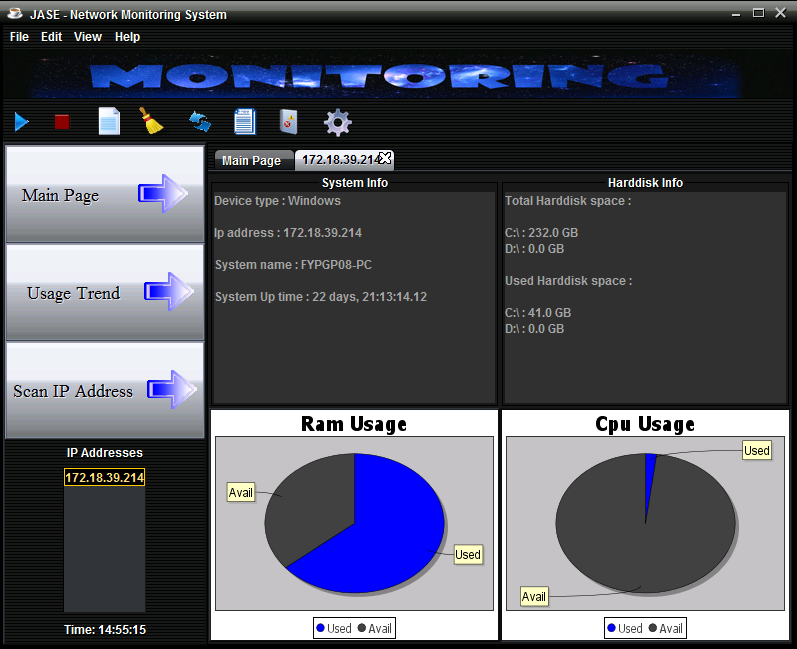 JASE - Network Monitoring System
File Edit View Help
MONITORING
Main Page
Usage Trend
Scan IP Address
IP Addresses
172.18.39.214
Time: 14:55:15
Main Page 172.18.39.214
System Info
Device type : Windows
Ip address : 172.18.39.214
System name : FYPGP08-PC
System Up time : 22 days, 21:13:14.12
Harddisk Info
Total Harddisk space :
C:\ : 232.0 GB
D:\ : 0.0 GB
Used Harddisk space :
C:\ : 41.0 GB
D:\ : 0.0 GB
Ram Usage
Avail
Used
Used Avail
Cpu Usage
Used
Avail
Used Avail